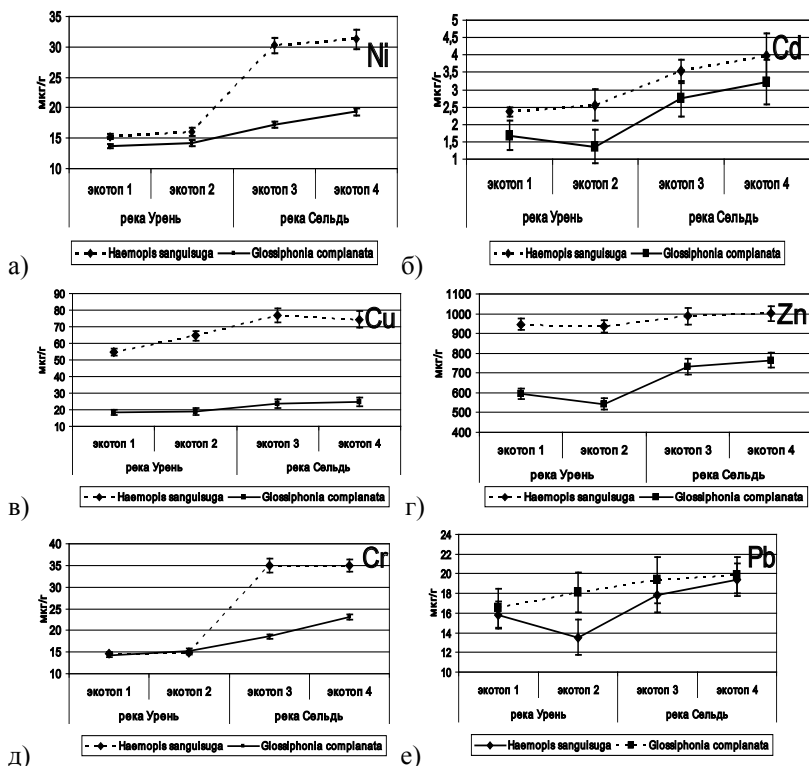 35
30
25
20
15
10
мкг/г
Ni
экотоп 1 экотоп 2 экотоп 3 экотоп 4
река Урень река Сельдь
Haemopis sanguisuga Glossiphonia complanata
а)
5
4,5
4
3,5
3
2,5
2
1,5
1
мкг/г
Cd
экотоп 1 экотоп 2 экотоп 3 экотоп 4
река Урень река Сельдь
Haemopis sanguisuga Glossiphonia complanata
б)
90
80
70
60
50
40
30
20
10
мкг/г
Cu
экотоп 1 экотоп 2 экотоп 3 экотоп 4
река Урень река Сельдь
Haemopis sanguisuga Glossiphonia complanata
в)
1100
1000
900
800
700
600
500
400
мкг/г
Zn
экотоп 1 экотоп 2 экотоп 3 экотоп 4
река Урень река Сельдь
Haemopis sanguisuga Glossiphonia complanata
г)
40
35
30
25
20
15
10
мкг/г
Cr
экотоп 1 экотоп 2 экотоп 3 экотоп 4
река Урень река Сельдь
Haemopis sanguisuga Glossiphonia complanata
д)
24
22
20
18
16
14
12
10
мкг/г
Pb
экотоп 1 экотоп 2 экотоп 3 экотоп 4
река Урень река Сельдь
Haemopis sanguisuga Glossiphonia complanata
е)